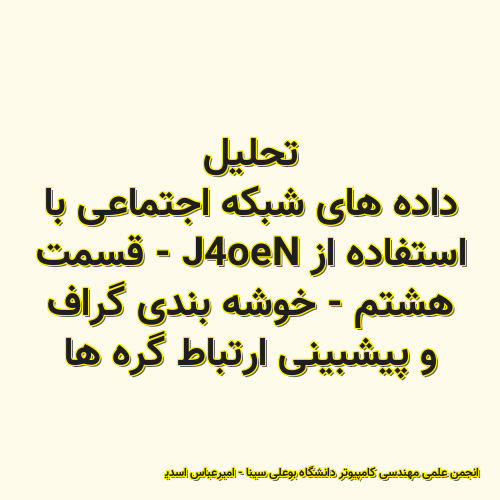 تحلیل
داده های شبکه اجتماعی با
استفاده از J4oeN - قسمت
هشتم - خوشه بندی گراف
و پیشبینی ارتباط گره ها
انجمن علمی مهندسی کامپیوتر دانشگاه بوعلی سینا - امیرعباس اسدی